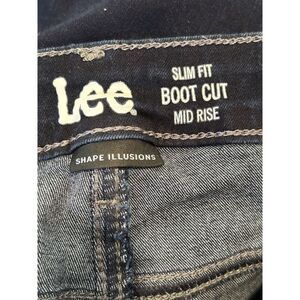 Lee
SLIM FIT
BOOT CUT
MID RISE
SHAPE ILLUSIONS